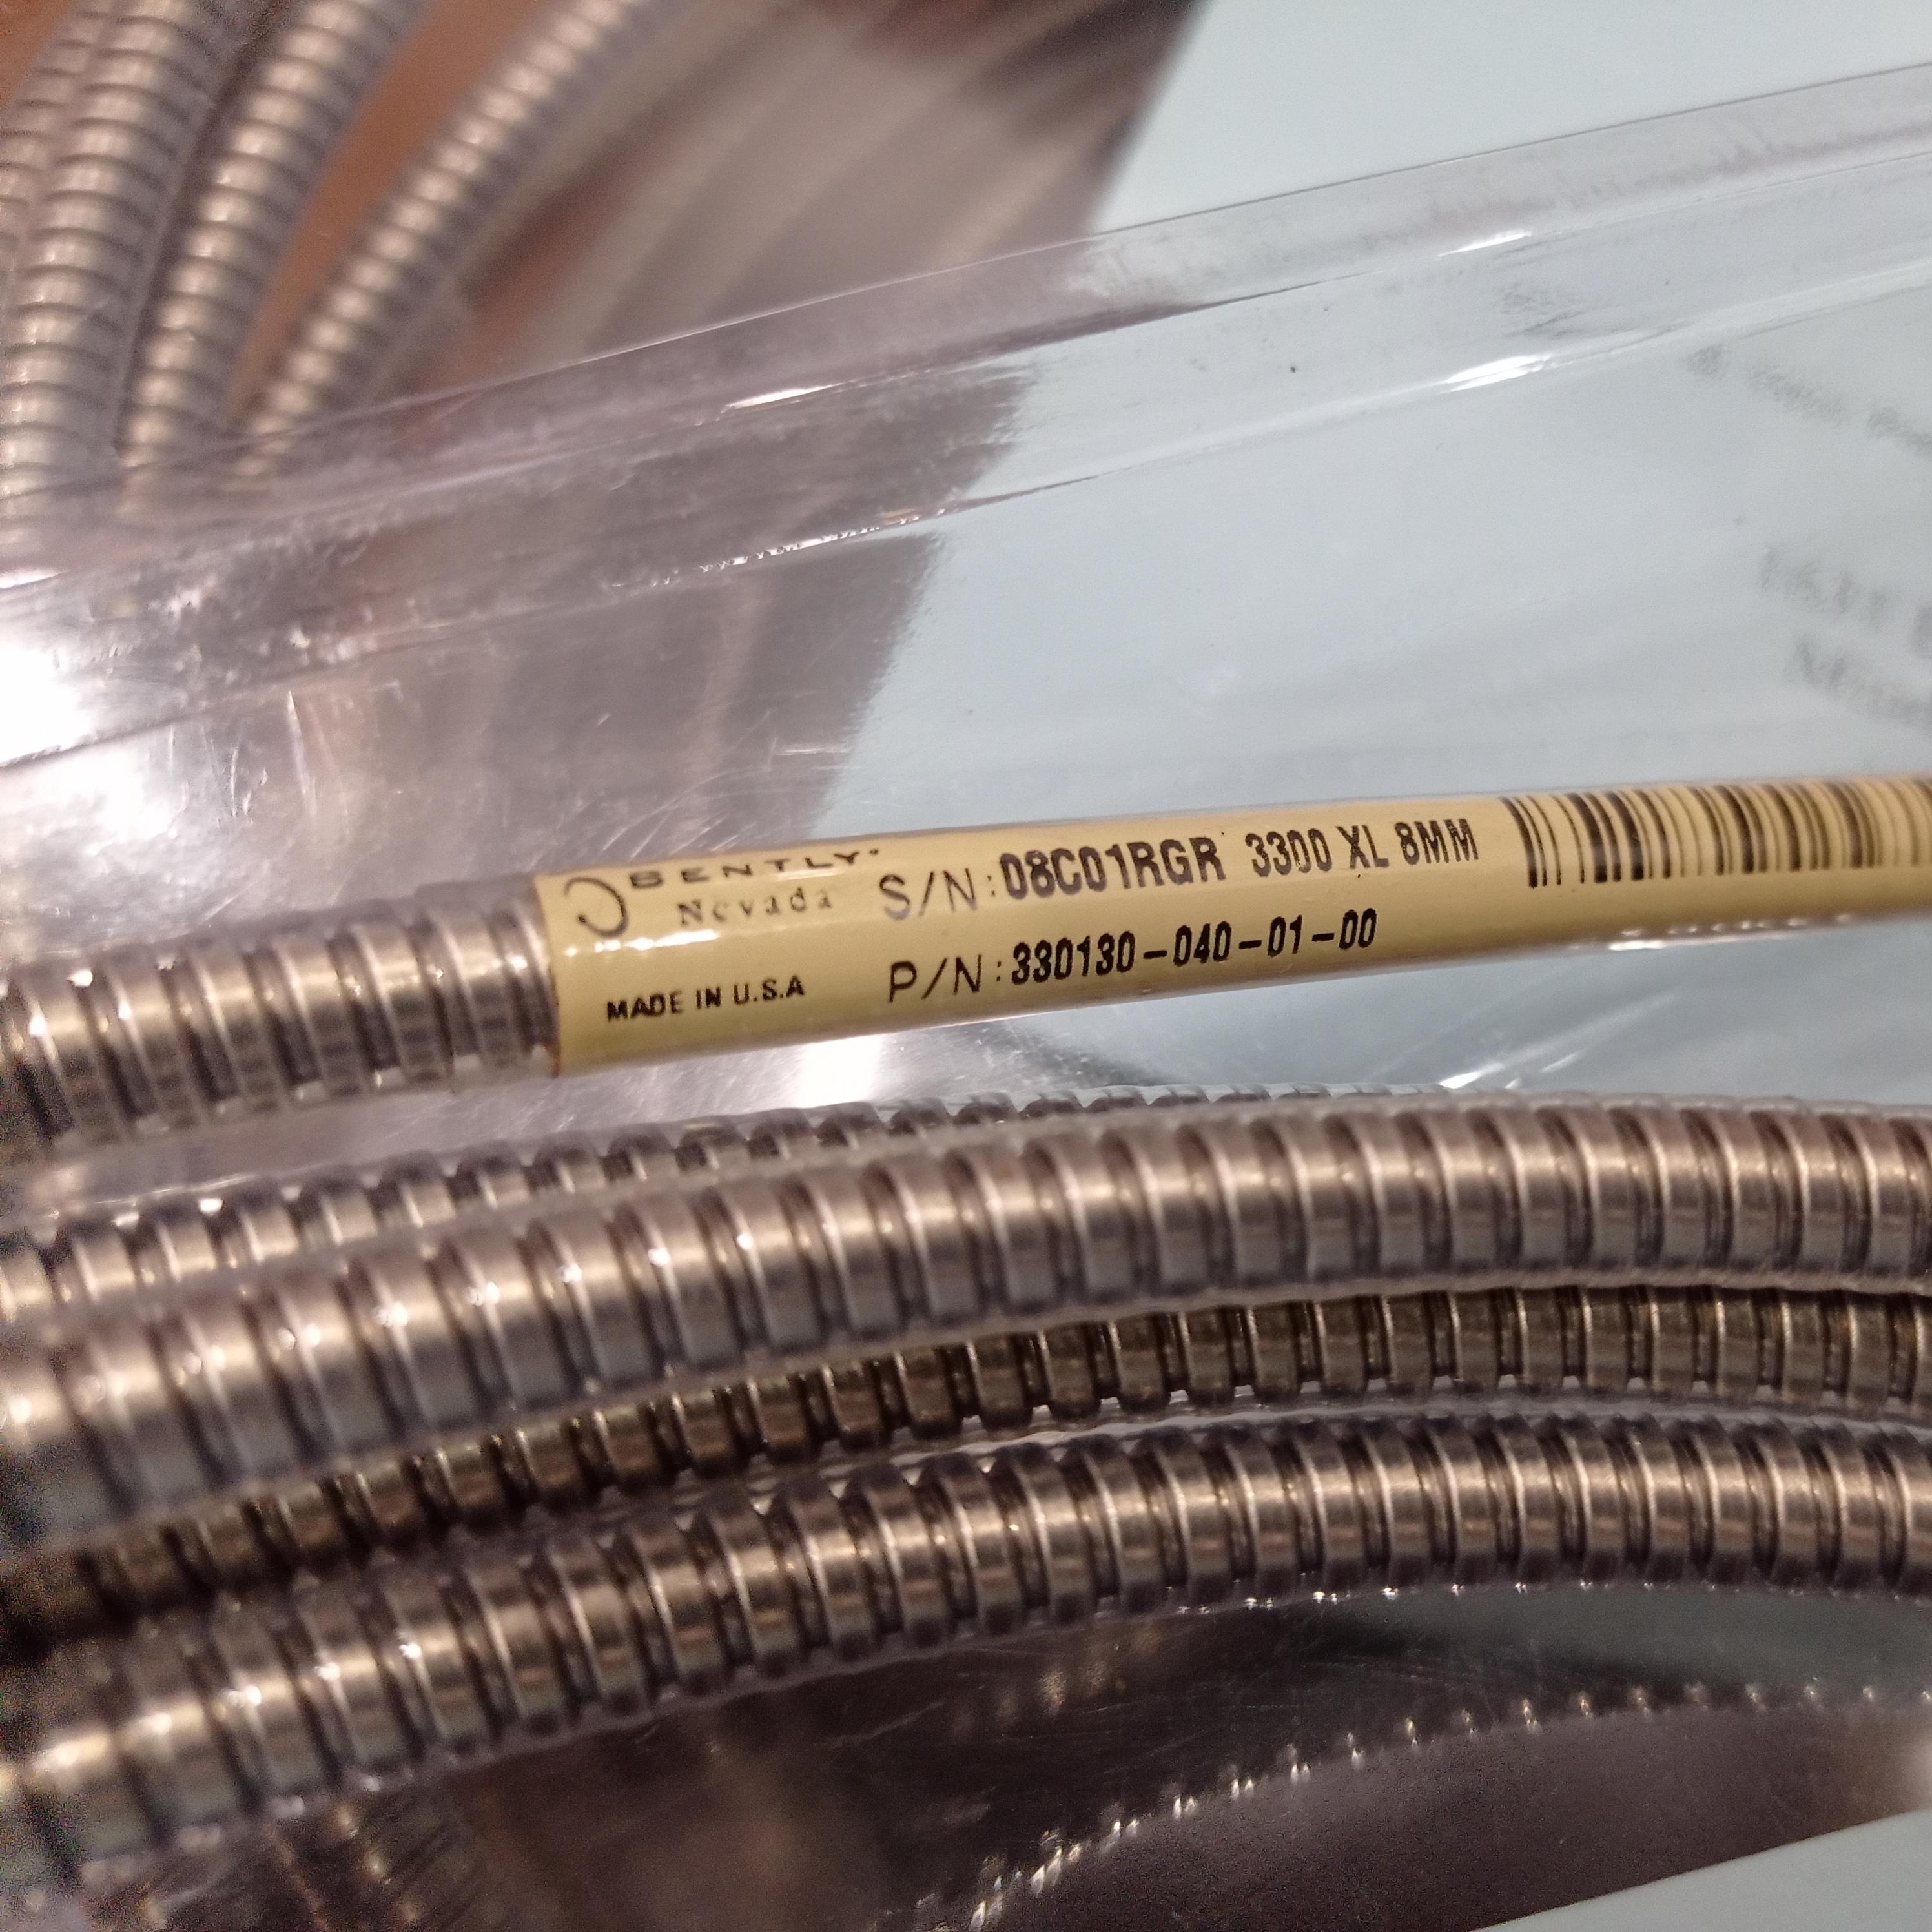 BENTLY
Nevada
MADE IN U.S.A
S/N:08C01RGR 3300 XL 8MM
P/N:330130-040-01-00